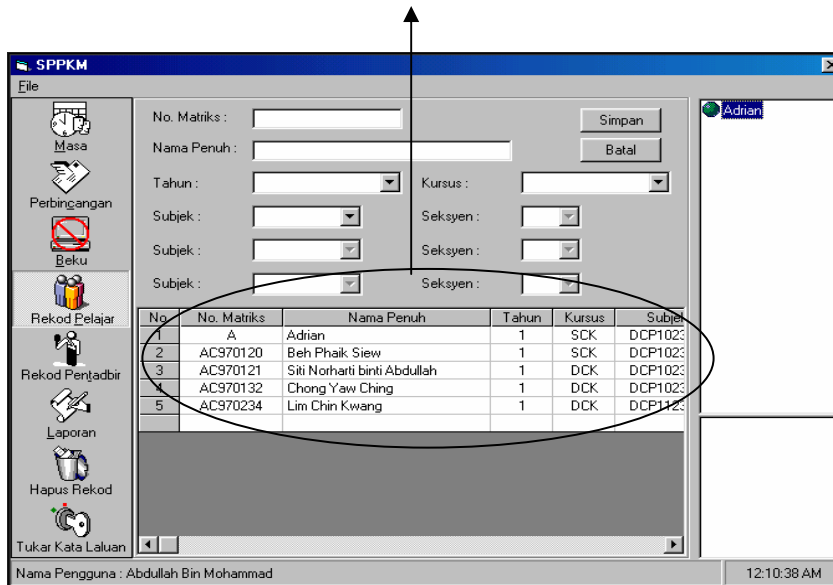 SPPKM
File
Masa
Perbincangan
Beku
Rekod Pelajar
Rekod Pentadbir
Laporan
Hapus Rekod
Tukar Kata Laluan
No. Matriks :
Simpan
Nama Penuh :
Batal
Tahun : Kursus :
Subjek : Seksyen :
Subjek : Seksyen :
Subjek : Seksyen :
No. No. Matriks Nama Penuh Tahun Kursus Subjek
1 A Adrian 1 SCK DCP1023
2 AC970120 Beh Phaik Siew 1 SCK DCP1023
3 AC970121 Siti Norharti binti Abdullah 1 DCK DCP1023
4 AC970132 Chong Yaw Ching 1 DCK DCP1023
5 AC970234 Lim Chin Kwang 1 DCK DCP1123
Adrian
Nama Pengguna : Abdullah Bin Mohammad 12:10:38 AM